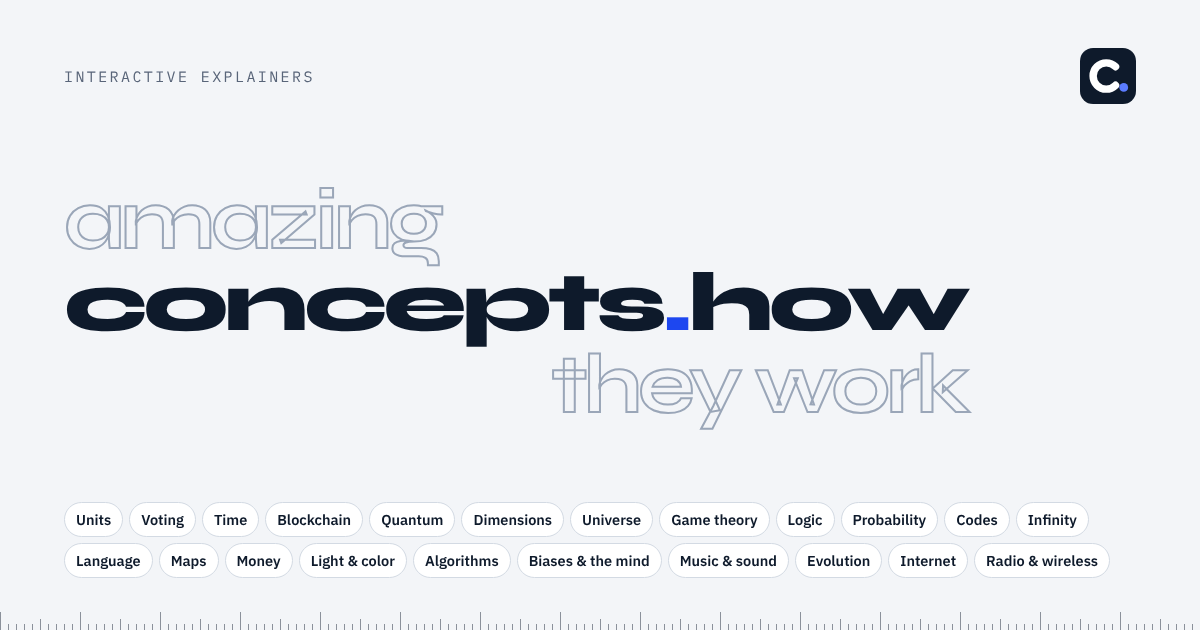 INTERACTIVE EXPLAINERS
C.
amazing
concepts.how
they work
Units Voting Time Blockchain Quantum Dimensions Universe Game theory Logic Probability Codes Infinity
Language Maps Money Light & color Algorithms Biases & the mind Music & sound Evolution Internet Radio & wireless